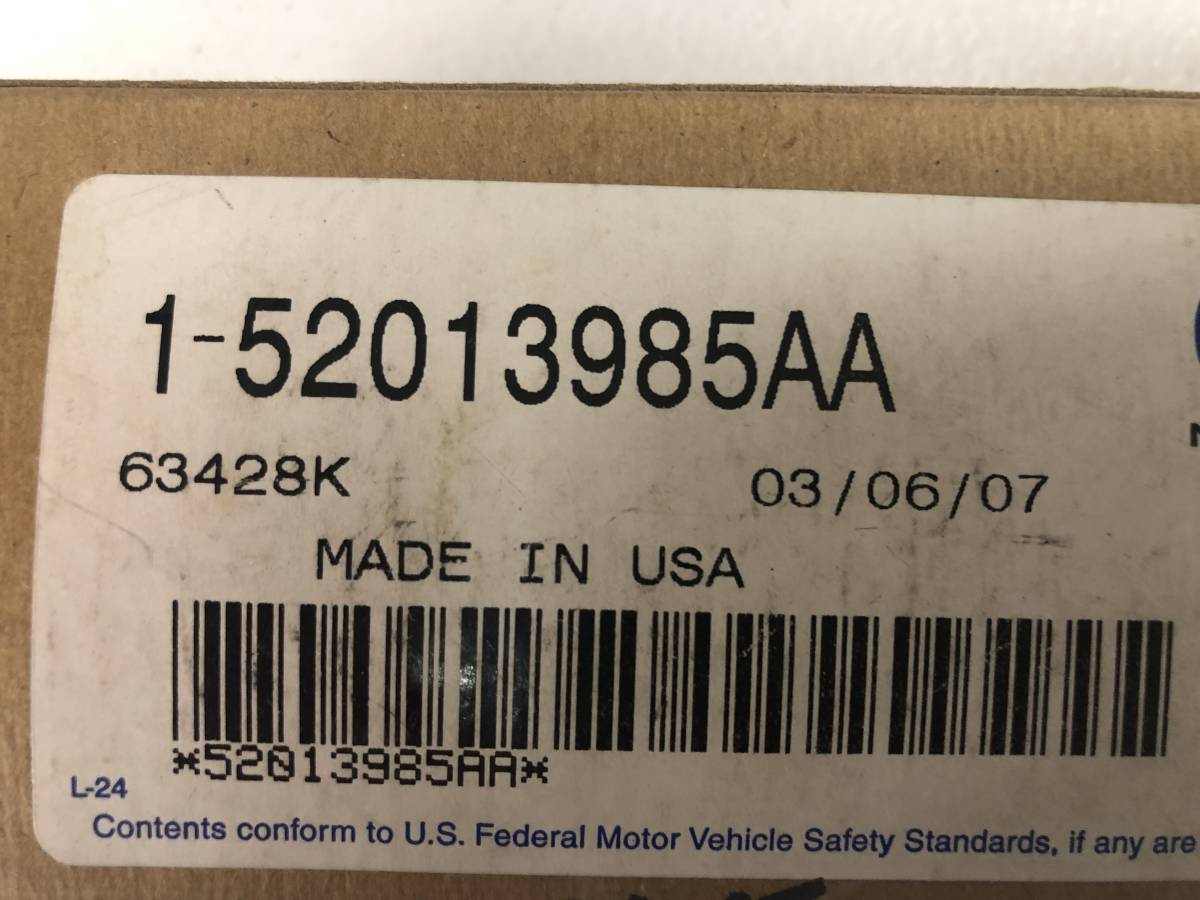 1-52013985AA
63428K 03/06/07
MADE IN USA
*52013985AA*
L-24
Contents conform to U.S. Federal Motor Vehicle Safety Standards, if any are